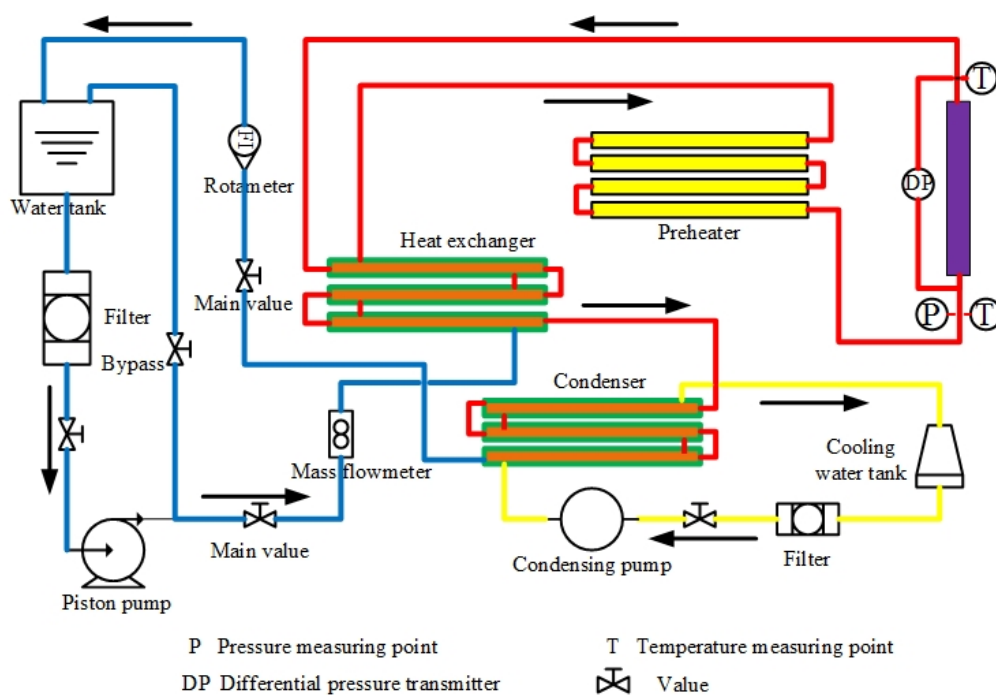 T
FI
Rotameter
Water tank
DP
Preheater
Heat exchanger
Main value
Filter
P
T
Bypass
Condenser
Cooling
water tank
Mass flowmeter
Main value
Condensing pump
Filter
Piston pump
P Pressure measuring point
T Temperature measuring point
DP Differential pressure transmitter
Value